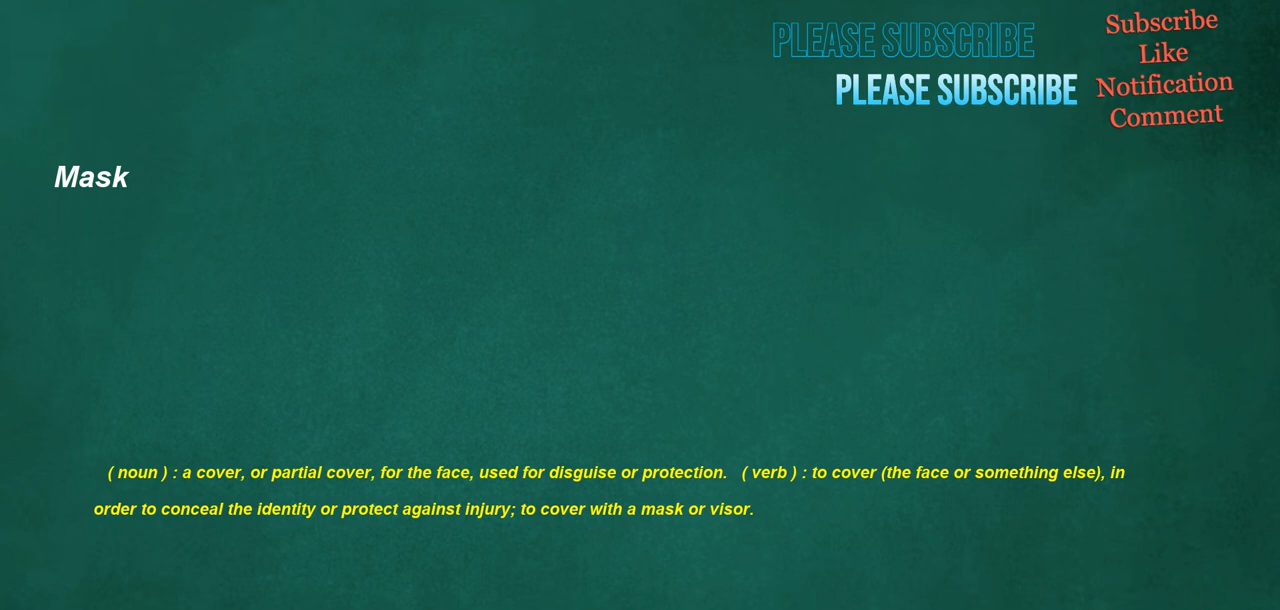 PLEASE SUBSCRIBE
PLEASE SUBSCRIBE
Subscribe
Like
Notification
Comment
Mask
( noun ) : a cover, or partial cover, for the face, used for disguise or protection. ( verb ) : to cover (the face or something else), in
order to conceal the identity or protect against injury; to cover with a mask or visor.